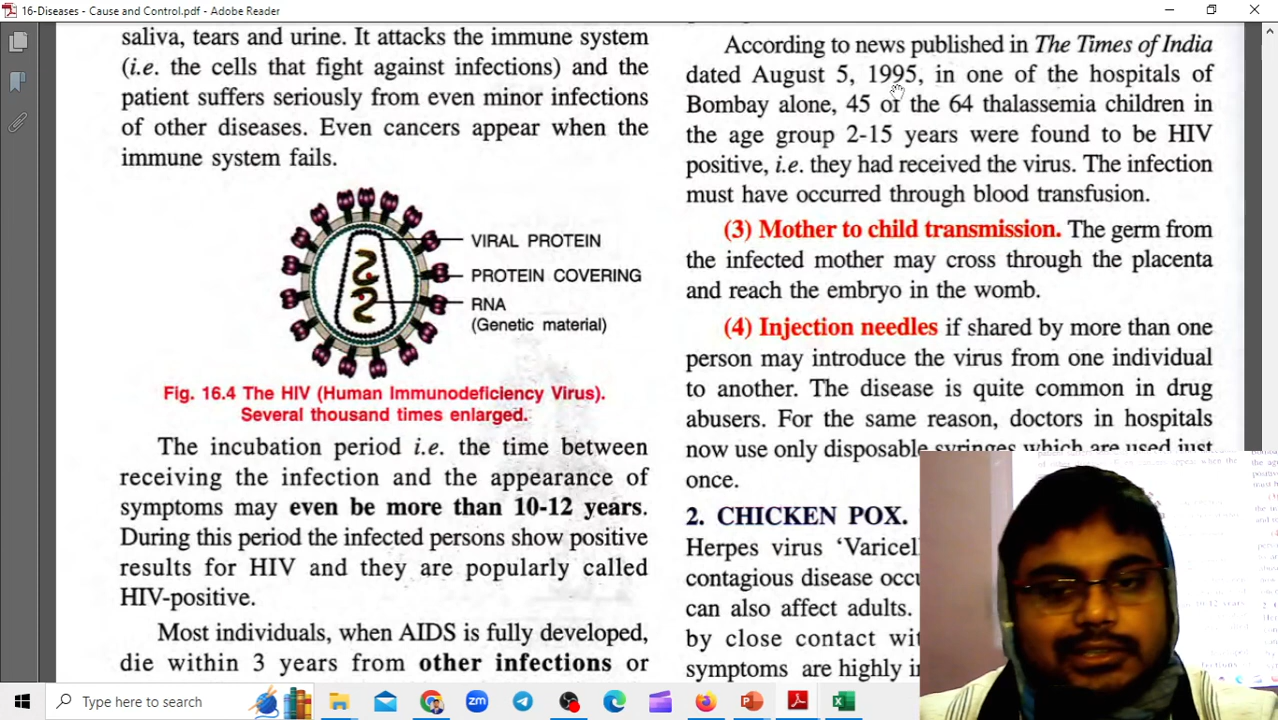 16-Diseases - Cause and Control.pdf - Adobe Reader
saliva, tears and urine. It attacks the immune system
(i.e. the cells that fight against infections) and the
patient suffers seriously from even minor infections
of other diseases. Even cancers appear when the
immune system fails.
VIRAL PROTEIN
PROTEIN COVERING
RNA
(Genetic material)
Fig. 16.4 The HIV (Human Immunodeficiency Virus).
Several thousand times enlarged.
The incubation period i.e. the time between
receiving the infection and the appearance of
symptoms may even be more than 10-12 years.
During this period the infected persons show positive
results for HIV and they are popularly called
HIV-positive.
Most individuals, when AIDS is fully developed,
die within 3 years from other infections or
According to news published in The Times of India
dated August 5, 1995, in one of the hospitals of
Bombay alone, 45 of the 64 thalassemia children in
the age group 2-15 years were found to be HIV
positive, i.e. they had received the virus. The infection
must have occurred through blood transfusion.
(3) Mother to child transmission. The germ from
the infected mother may cross through the placenta
and reach the embryo in the womb.
(4) Injection needles if shared by more than one
person may introduce the virus from one individual
to another. The disease is quite common in drug
abusers. For the same reason, doctors in hospitals
now use only disposable syringes which are used just
once.
2. CHICKEN POX.
Herpes virus ‘Varicell
contagious disease occu
can also affect adults.
by close contact wit
symptoms are highly in
Type here to search